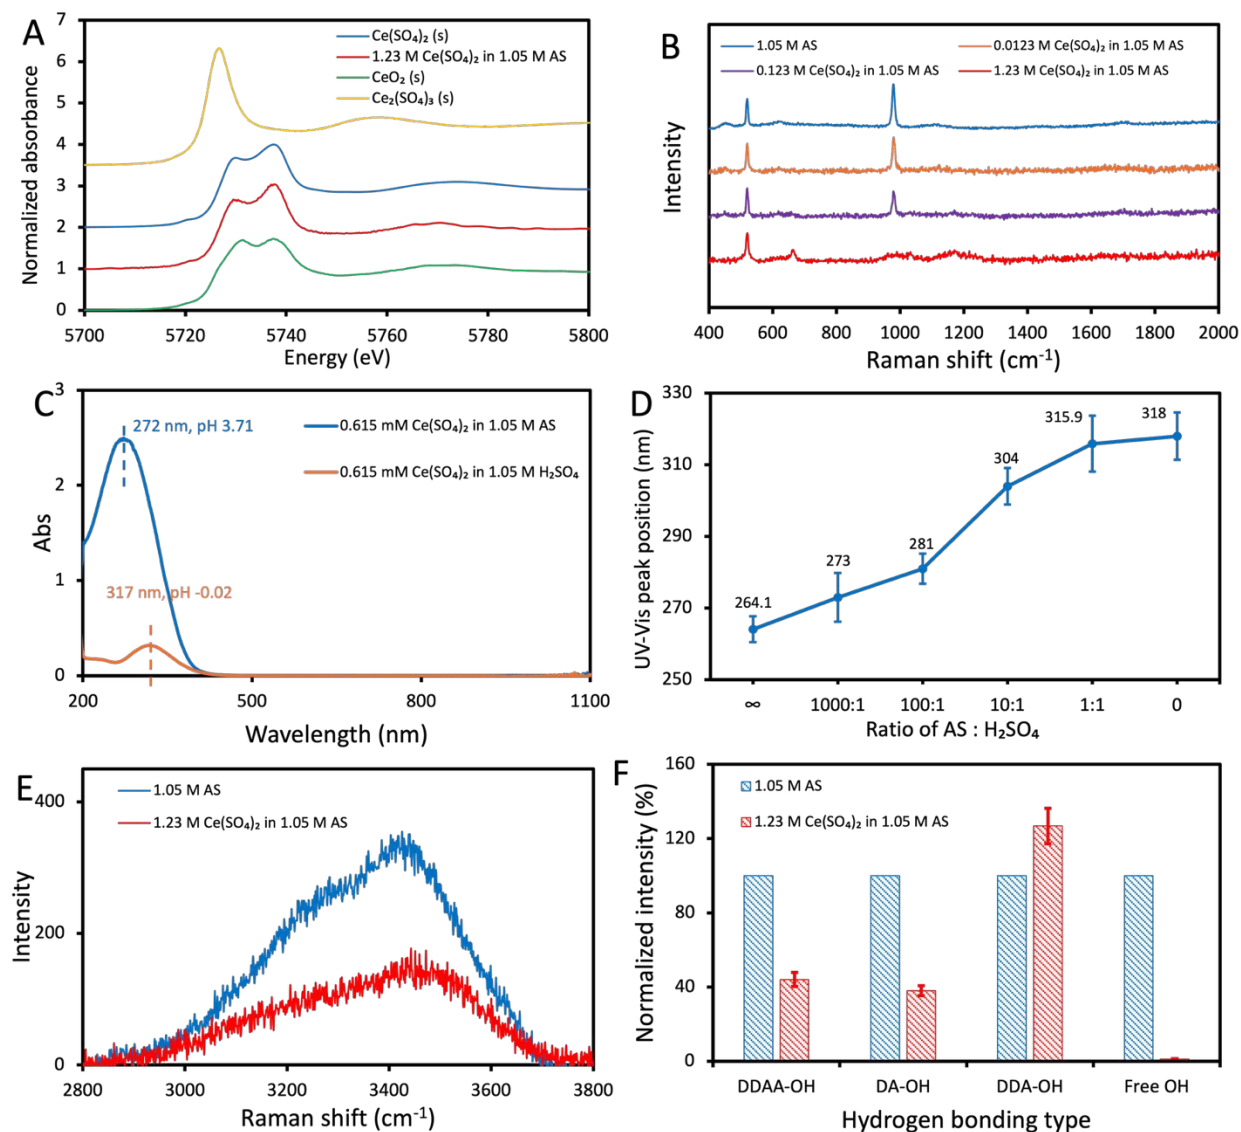 A
Normalized absorbance
7
6
5
4
3
2
1
0
Ce(SO₄)₂ (s)
1.23 M Ce(SO₄)₂ in 1.05 M AS
CeO₂ (s)
Ce₂(SO₄)₃ (s)
5700 5720 5740 5760 5780 5800
Energy (eV)
B
Intensity
1.05 M AS
0.0123 M Ce(SO₄)₂ in 1.05 M AS
0.123 M Ce(SO₄)₂ in 1.05 M AS
1.23 M Ce(SO₄)₂ in 1.05 M AS
400 600 800 1000 1200 1400 1600 1800 2000
Raman shift (cm⁻¹)
C
Abs
3
2
1
0
272 nm, pH 3.71
317 nm, pH -0.02
0.615 mM Ce(SO₄)₂ in 1.05 M AS
0.615 mM Ce(SO₄)₂ in 1.05 M H₂SO₄
200 500 800 1100
Wavelength (nm)
D
UV-Vis peak position (nm)
330
310
290
270
250
264.1
273
281
304
315.9
318
∞ 1000:1 100:1 10:1 1:1 0
Ratio of AS : H₂SO₄
E
Intensity
400
200
0
1.05 M AS
1.23 M Ce(SO₄)₂ in 1.05 M AS
2800 3000 3200 3400 3600 3800
Raman shift (cm⁻¹)
F
Normalized intensity (%)
160
120
80
40
0
1.05 M AS
1.23 M Ce(SO₄)₂ in 1.05 M AS
DDAA-OH DA-OH DDA-OH Free OH
Hydrogen bonding type